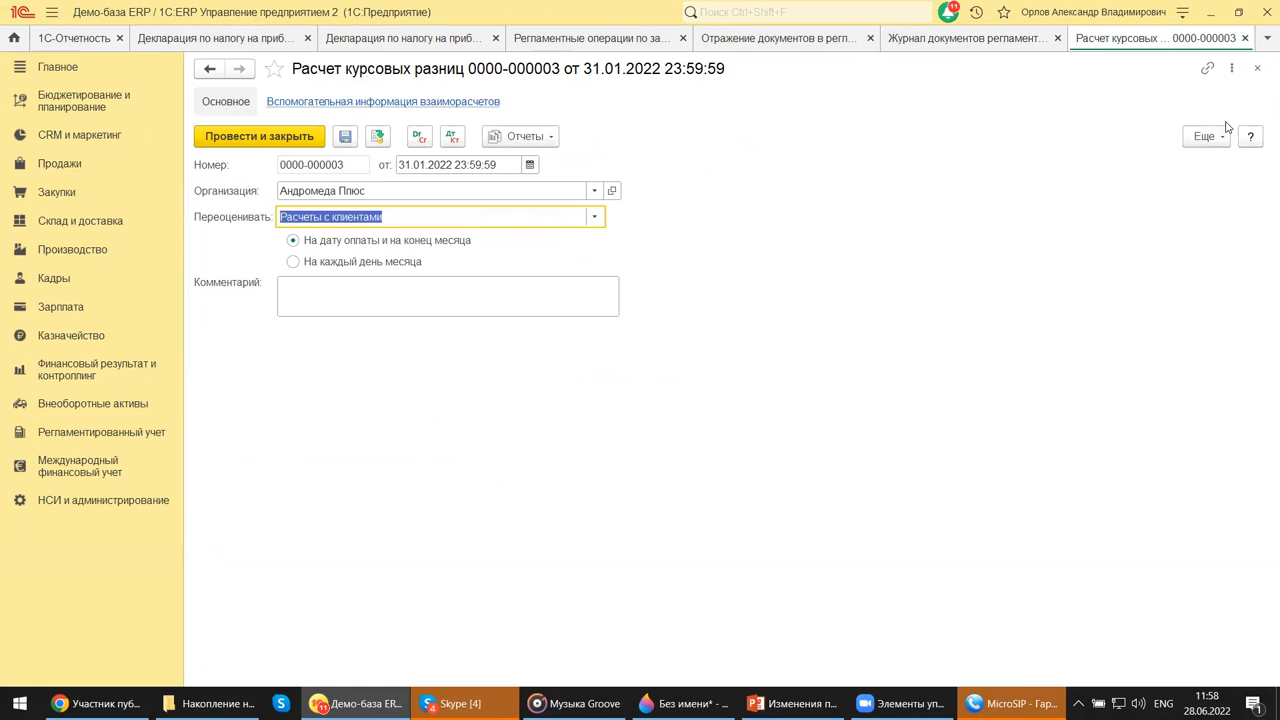 Демо-база ERP / 1С:ERP Управление предприятием 2 (1С:Предприятие)
Поиск Ctrl+Shift+F
11
Орлов Александр Владимирович
1С-Отчетность
Декларация по налогу на приб...
Декларация по налогу на приб...
Регламентные операции по за...
Отражение документов в регл...
Журнал документов регламент...
Расчет курсовых ... 0000-000003
Главное
Бюджетирование и
планирование
CRM и маркетинг
Продажи
Закупки
Склад и доставка
Производство
Кадры
Зарплата
Казначейство
Финансовый результат и
контроллинг
Внеоборотные активы
Регламентированный учет
Международный
финансовый учет
НСИ и администрирование
Расчет курсовых разниц 0000-000003 от 31.01.2022 23:59:59
Основное
Вспомогательная информация взаиморасчетов
Провести и закрыть
Dr
Cr
Дт
Кт
Отчеты
Еще
?
Номер:
0000-000003
от:
31.01.2022 23:59:59
Организация:
Андромеда Плюс
Переоценивать:
Расчеты с клиентами
На дату оплаты и на конец месяца
На каждый день месяца
Комментарий:
Участник пуб...
Накопление н...
Демо-база ER...
Skype [4]
Музыка Groove
Без имени* - ...
Изменения п...
Элементы уп...
MicroSIP - Гар...
ENG
11:58
28.06.2022